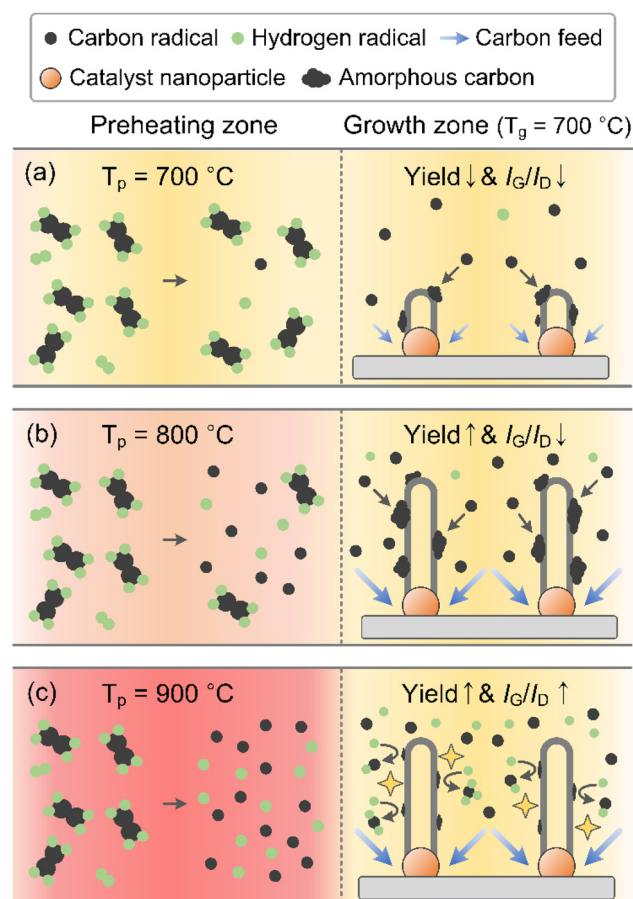 Carbon radical Hydrogen radical Carbon feed
Catalyst nanoparticle Amorphous carbon
Preheating zone Growth zone (Tg = 700 °C)
(a) Tp = 700 °C Yield ↓ & IG/ID ↓
(b) Tp = 800 °C Yield ↑ & IG/ID ↓
(c) Tp = 900 °C Yield ↑ & IG/ID ↑